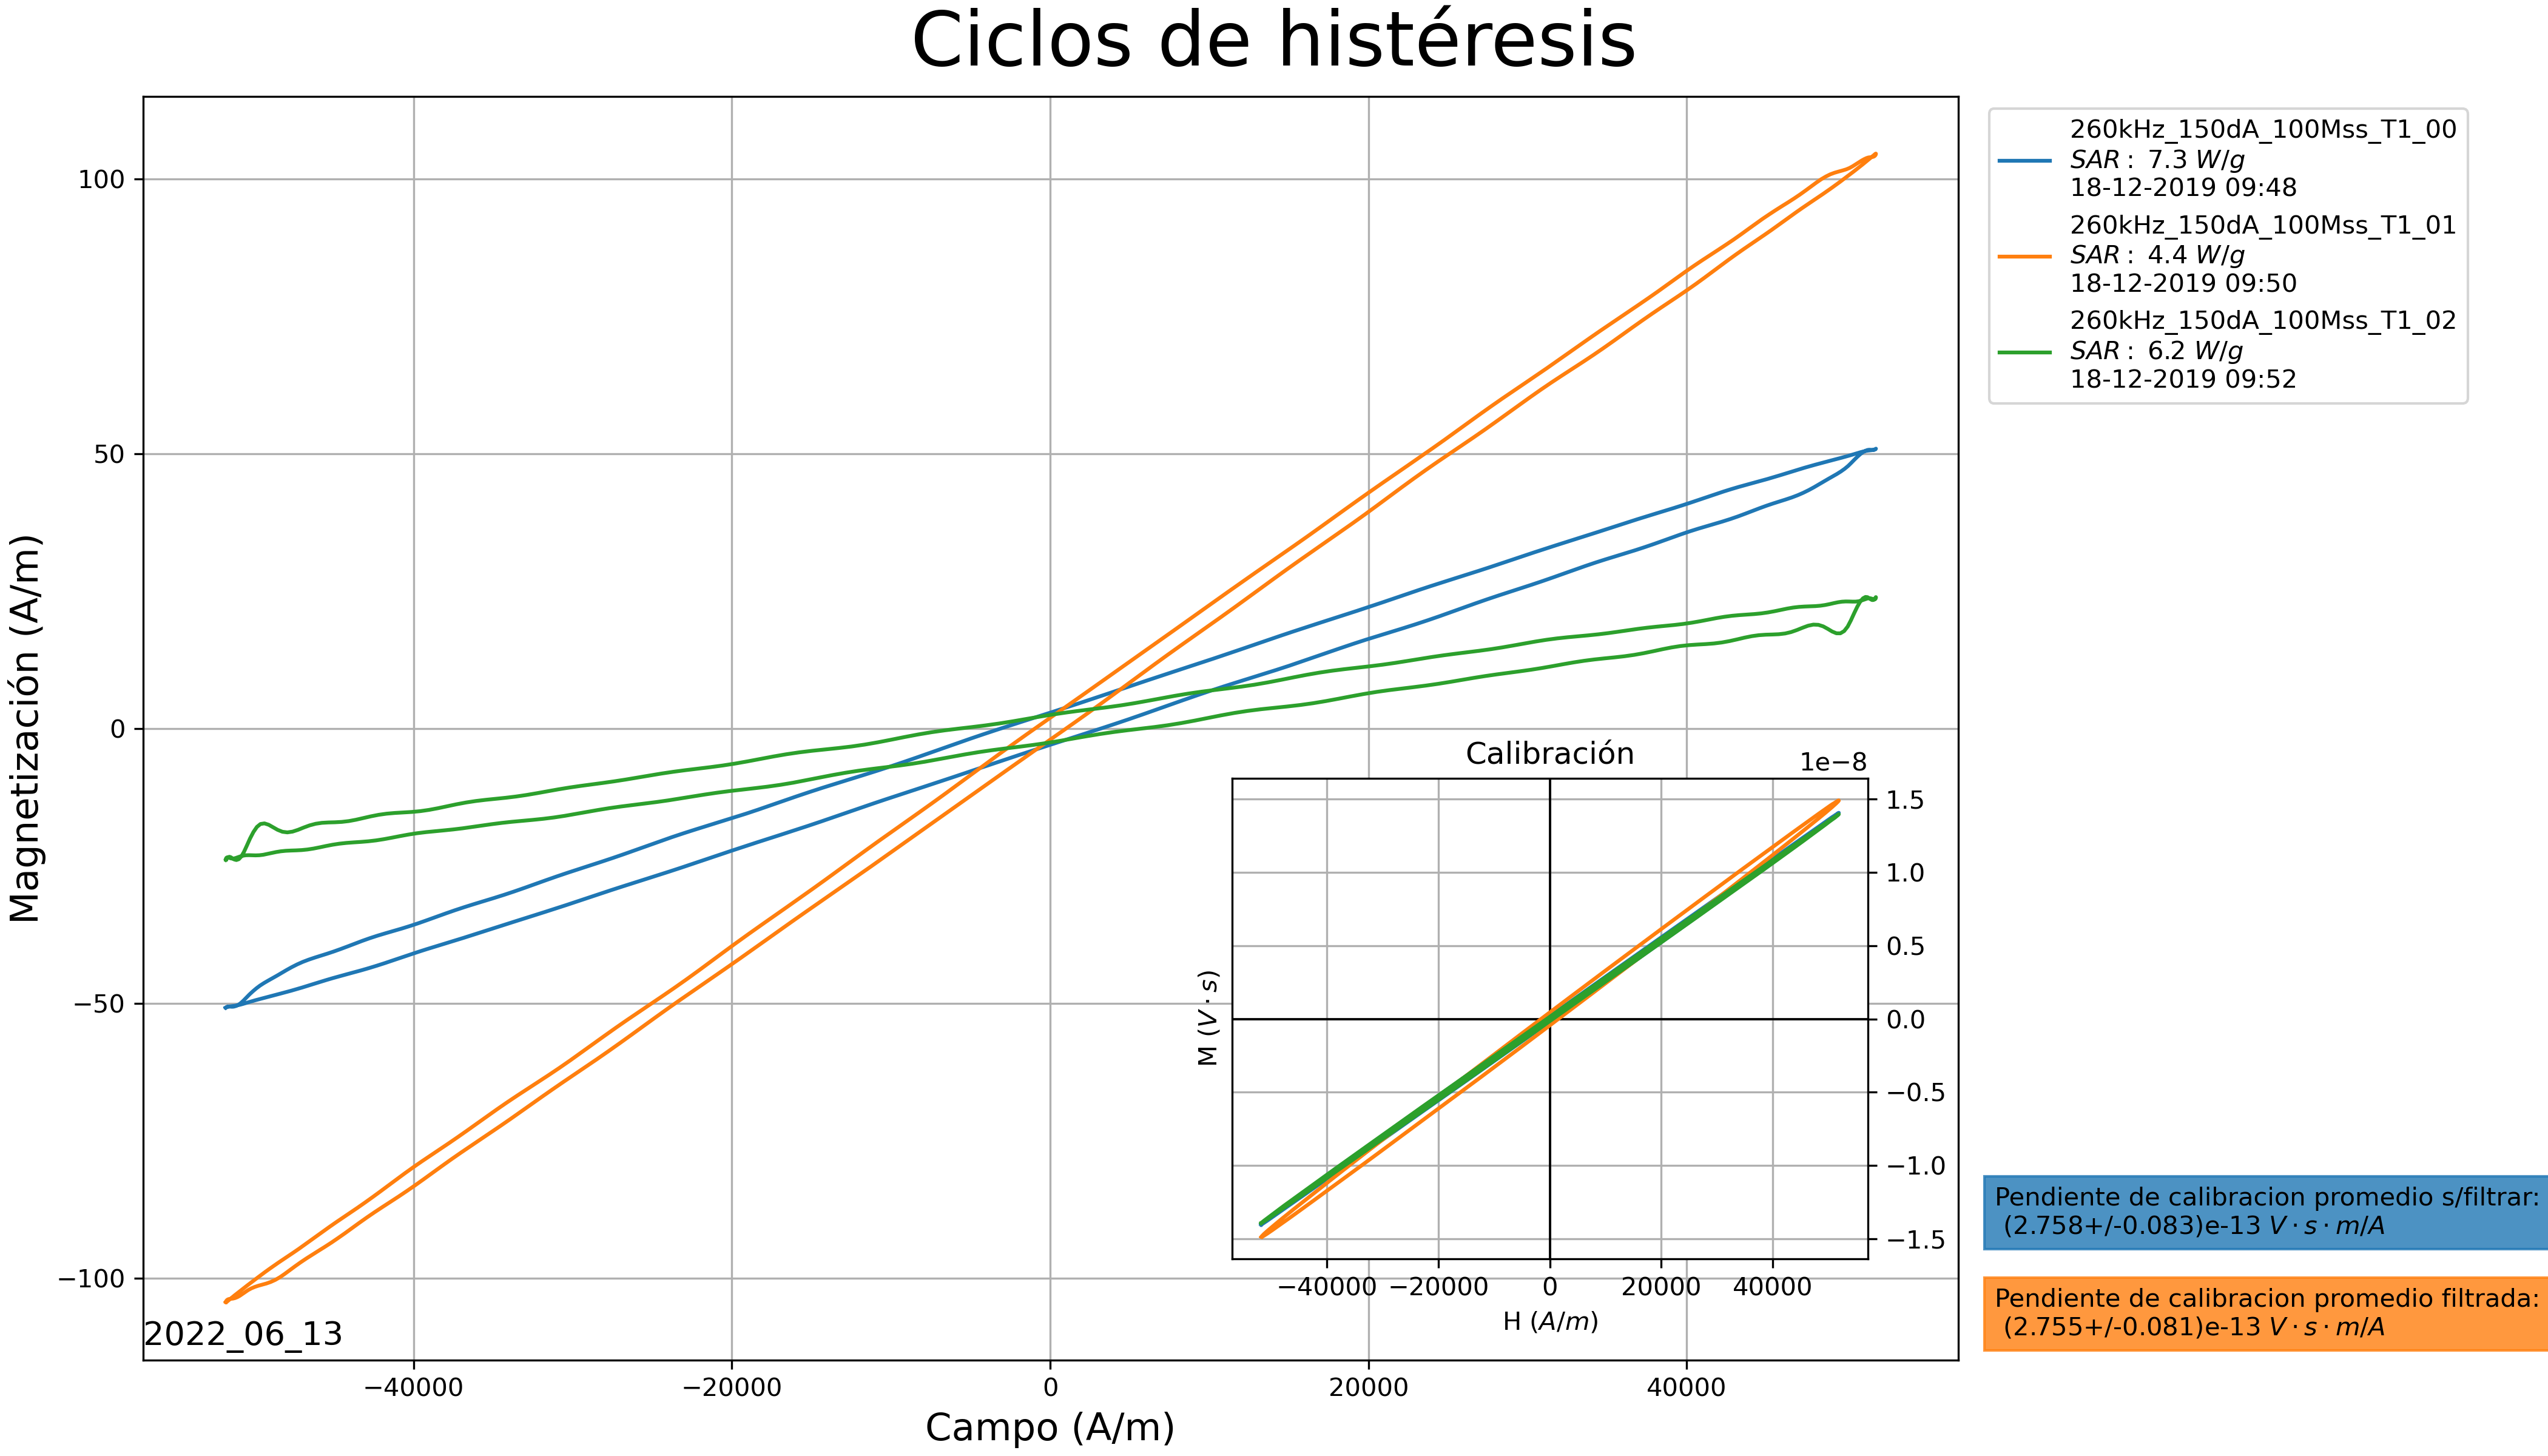 Ciclos de histéresis
100
50
0
−50
−100
Magnetización (A/m)
−40000 −20000 0 20000 40000
Campo (A/m)
2022_06_13
260kHz_150dA_100Mss_T1_00
SAR : 7.3 W/g
18-12-2019 09:48
260kHz_150dA_100Mss_T1_01
SAR : 4.4 W/g
18-12-2019 09:50
260kHz_150dA_100Mss_T1_02
SAR : 6.2 W/g
18-12-2019 09:52
Calibración
1e−8
1.5
1.0
0.5
0.0
−0.5
−1.0
−1.5
M (V · s)
−40000 −20000 0 20000 40000
H (A/m)
Pendiente de calibracion promedio s/filtrar:
(2.758+/-0.083)e-13 V · s · m/A
Pendiente de calibracion promedio filtrada:
(2.755+/-0.081)e-13 V · s · m/A